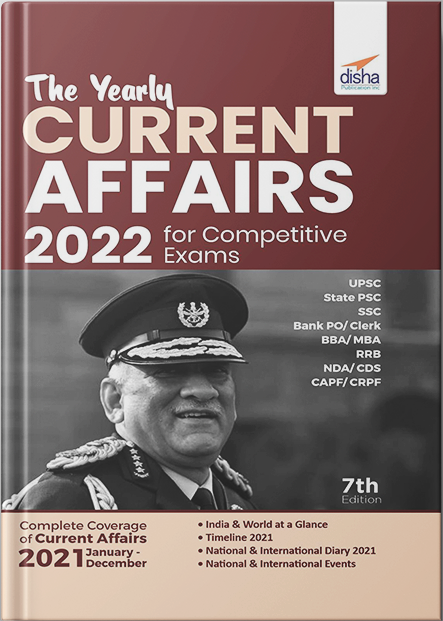 disha
Publication Inc
The Yearly
CURRENT
AFFAIRS
2022 for Competitive
Exams
UPSC
State PSC
SSC
Bank PO/ Clerk
BBA/ MBA
RRB
NDA/ CDS
CAPF/ CRPF
7th
Edition
Complete Coverage
of Current Affairs
2021 January -
December
• India & World at a Glance
• Timeline 2021
• National & International Diary 2021
• National & International Events